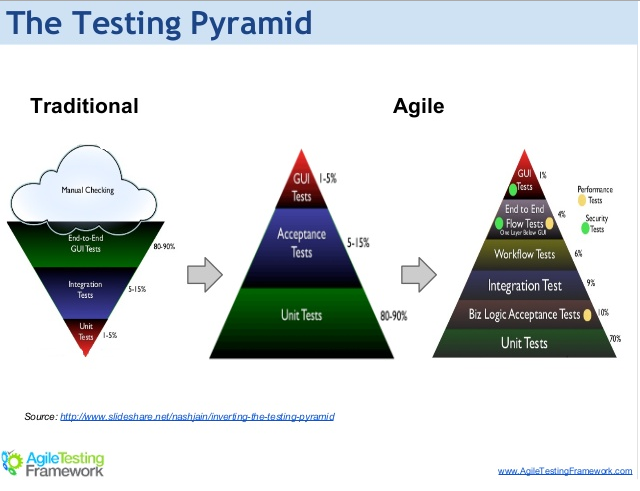 The Testing Pyramid
Traditional
Agile
Manual Checking
End-to-End
GUI Tests
80-90%
Integration
Tests
5-15%
Unit
Tests
1-5%
GUI
Tests
1-5%
Acceptance
Tests
5-15%
Unit Tests
80-90%
GUI
Tests
1%
End to End
Flow Tests
One Layer Below GUI
4%
Workflow Tests
6%
Integration Test
9%
Biz Logic Acceptance Tests
10%
Unit Tests
70%
Performance
Tests
Security
Tests
Source: http://www.slideshare.net/nashjain/inverting-the-testing-pyramid
AgileTesting
Framework
www.AgileTestingFramework.com